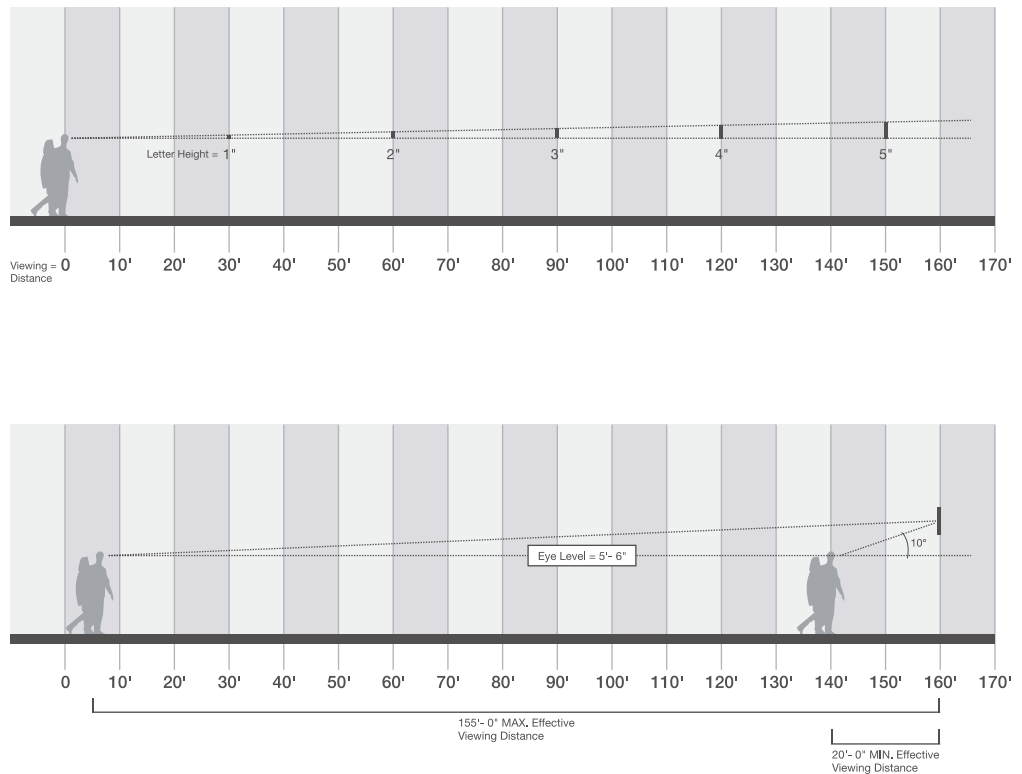 Letter Height = 1" 2" 3" 4" 5"
Viewing = 0 10' 20' 30' 40' 50' 60' 70' 80' 90' 100' 110' 120' 130' 140' 150' 160' 170'
Distance
10°
Eye Level = 5'- 6"
0 10' 20' 30' 40' 50' 60' 70' 80' 90' 100' 110' 120' 130' 140' 150' 160' 170'
155'- 0" MAX. Effective
Viewing Distance
20'- 0" MIN. Effective
Viewing Distance